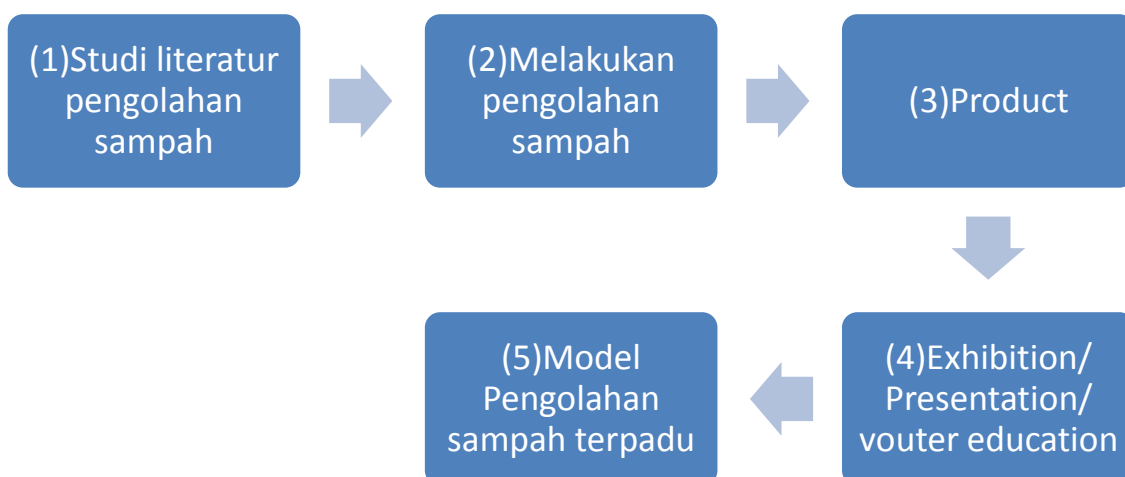 (1)Studi literatur
pengolahan
sampah
(2)Melakukan
pengolahan
sampah
(3)Product
(4)Exhibition/
Presentation/
vouter education
(5)Model
Pengolahan
sampah terpadu